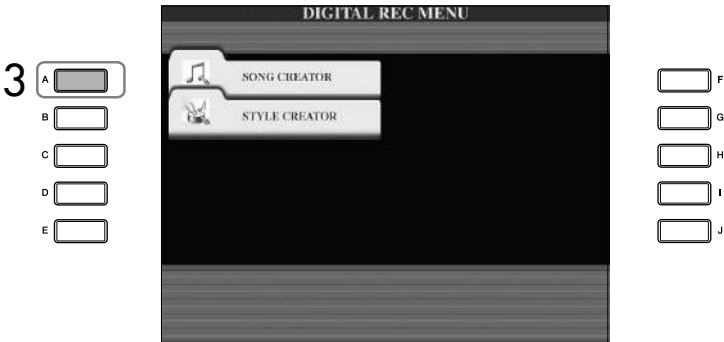 DIGITAL REC MENU
3
A
SONG CREATOR
F
B
STYLE CREATOR
G
C
H
D
I
E
J